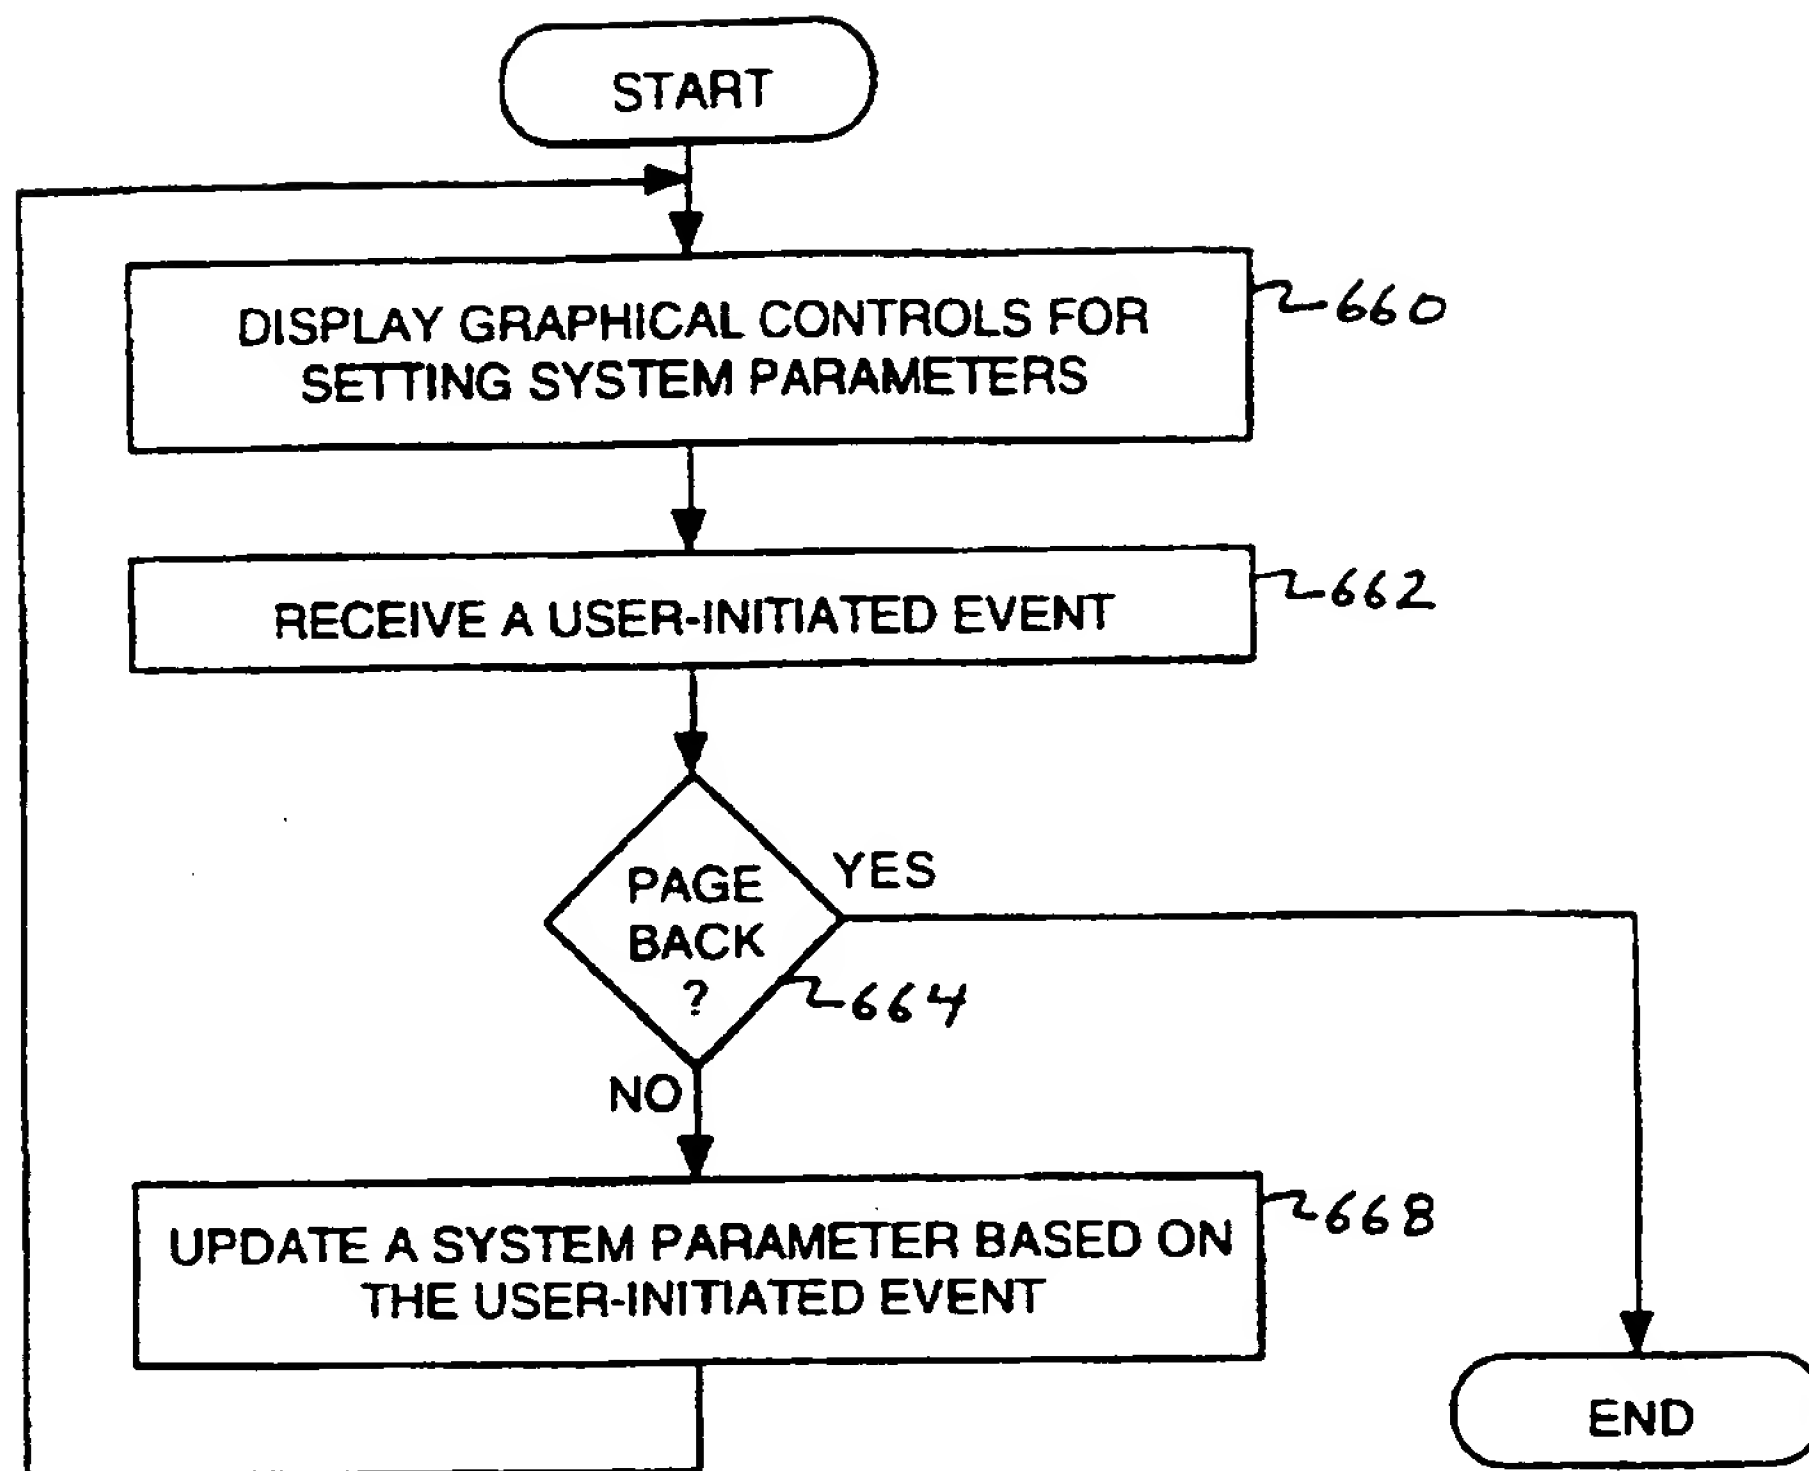 START
DISPLAY GRAPHICAL CONTROLS FOR
SETTING SYSTEM PARAMETERS
660
RECEIVE A USER-INITIATED EVENT
662
PAGE
BACK
?
YES
664
NO
UPDATE A SYSTEM PARAMETER BASED ON
THE USER-INITIATED EVENT
668
END